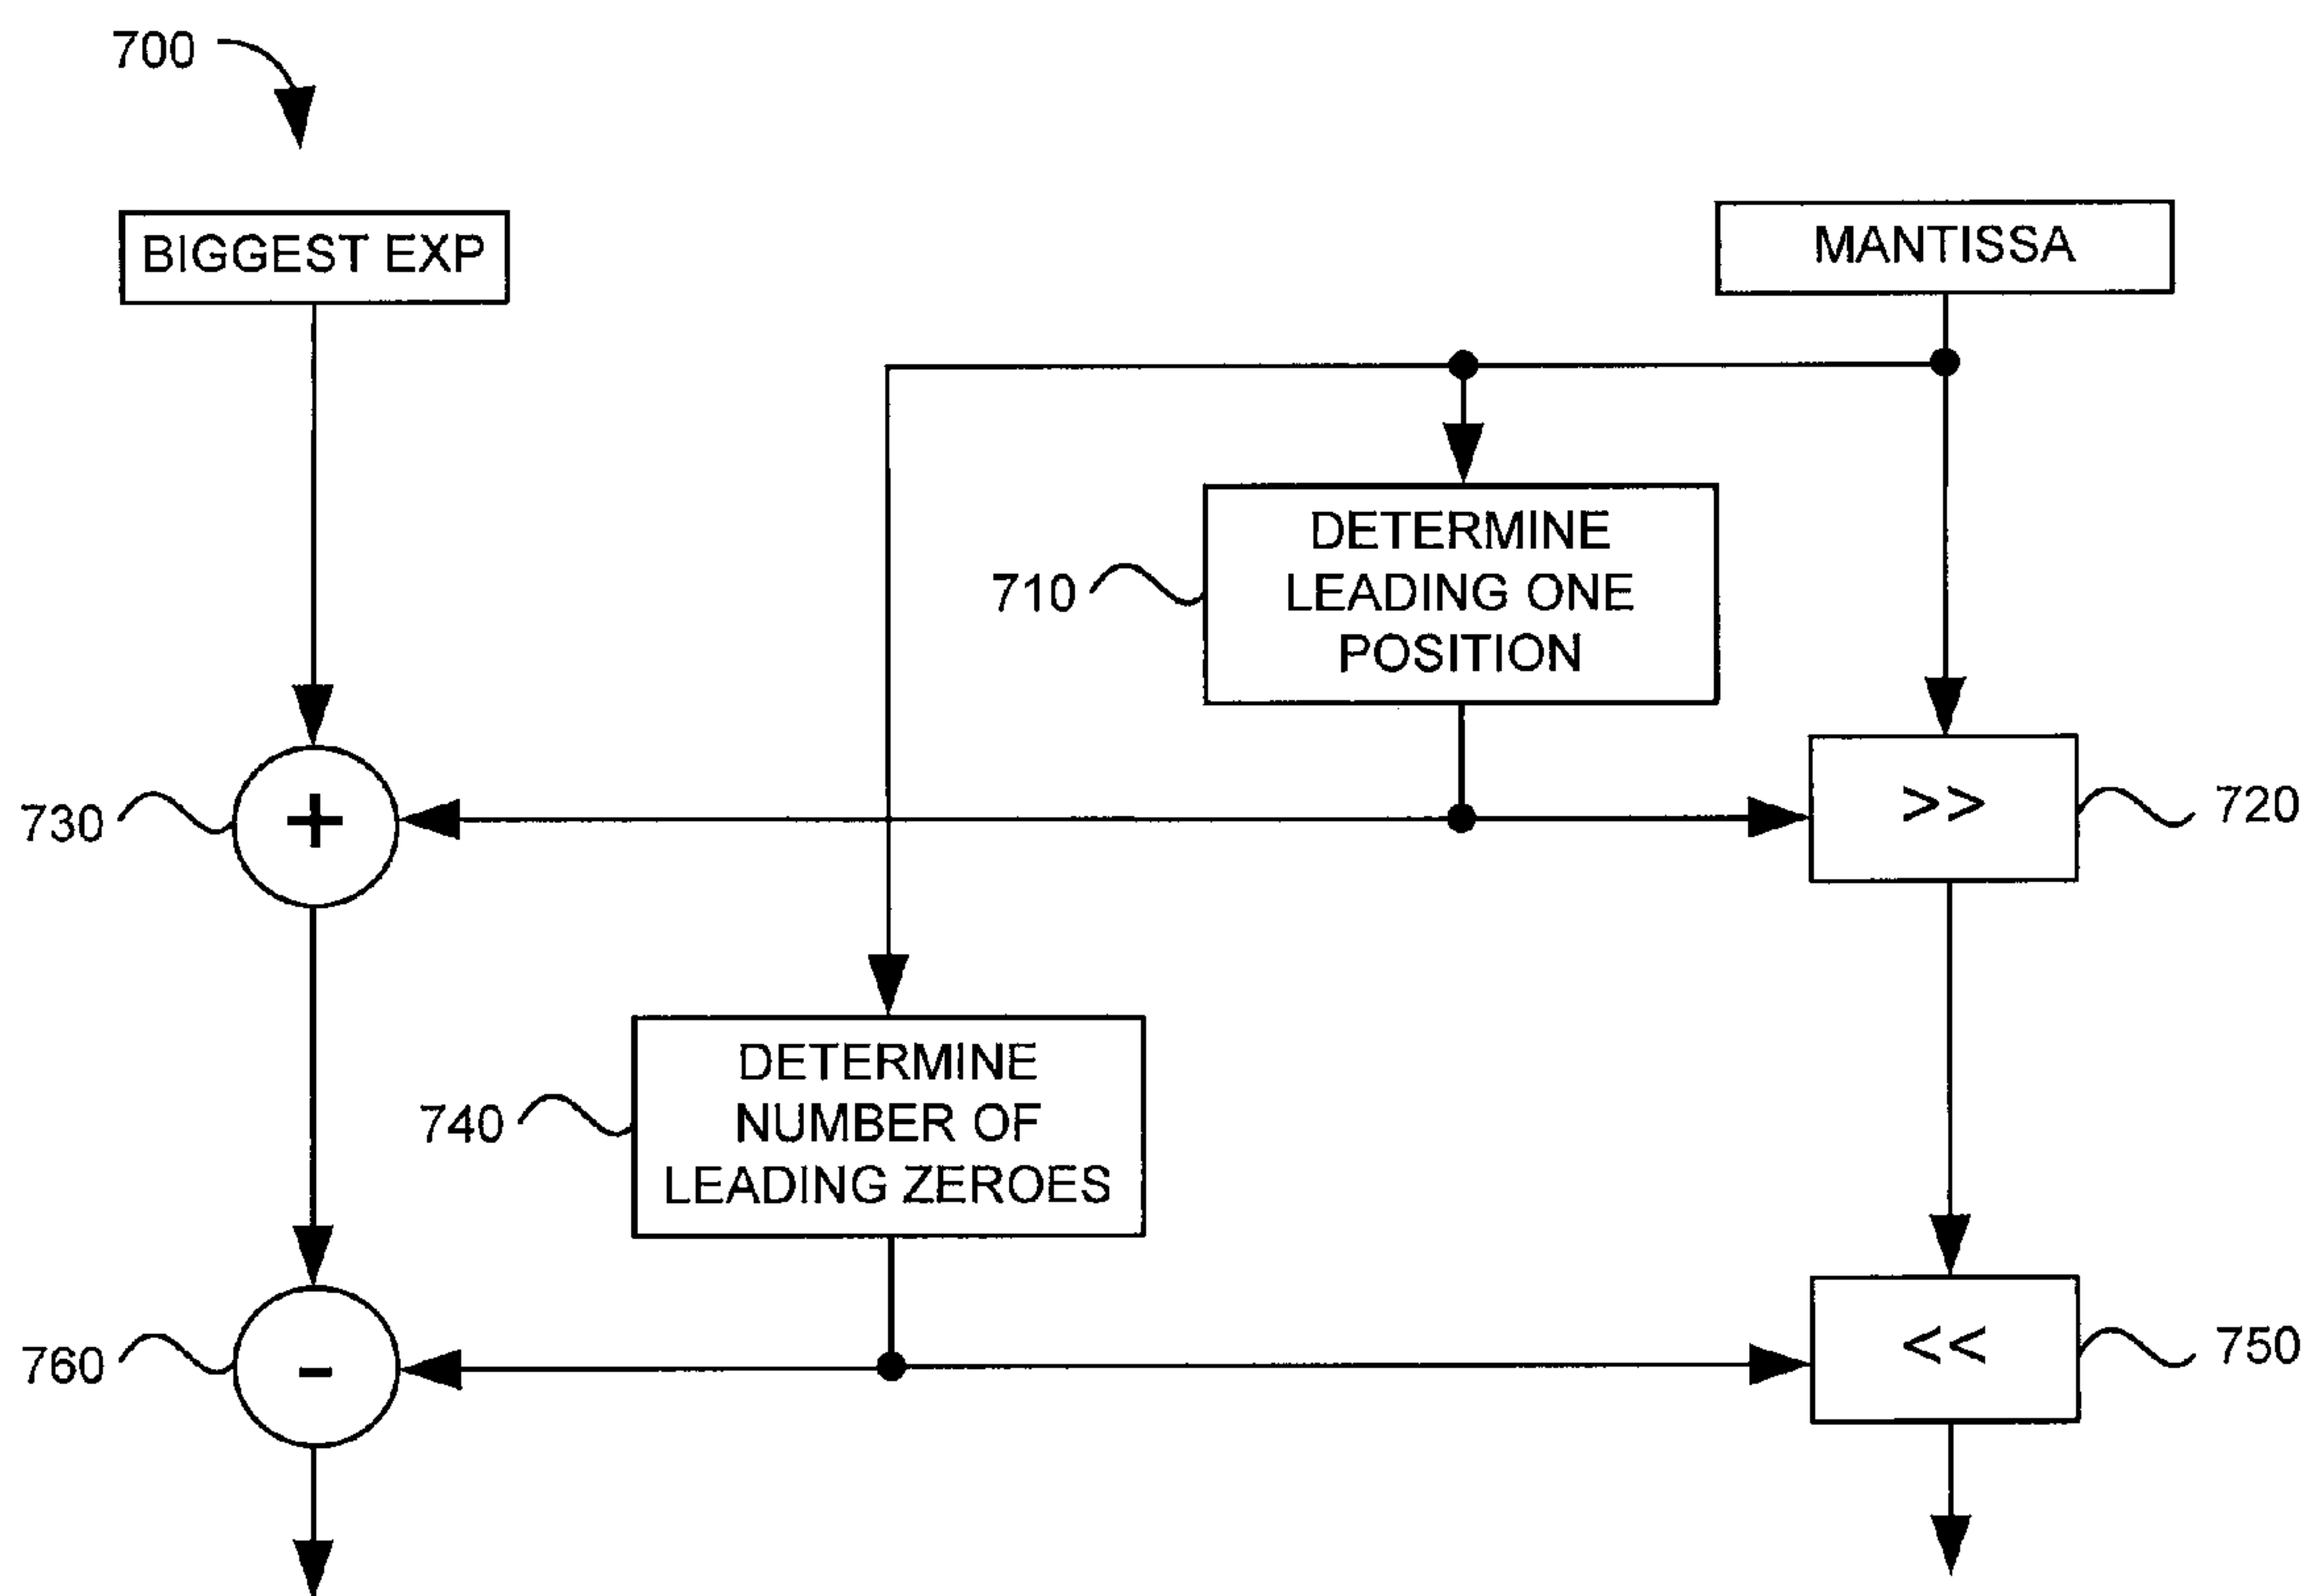 700
BIGGEST EXP
MANTISSA
DETERMINE
LEADING ONE
POSITION
710
730
+
>>
720
DETERMINE
NUMBER OF
LEADING ZEROES
740
760
-
<<
750